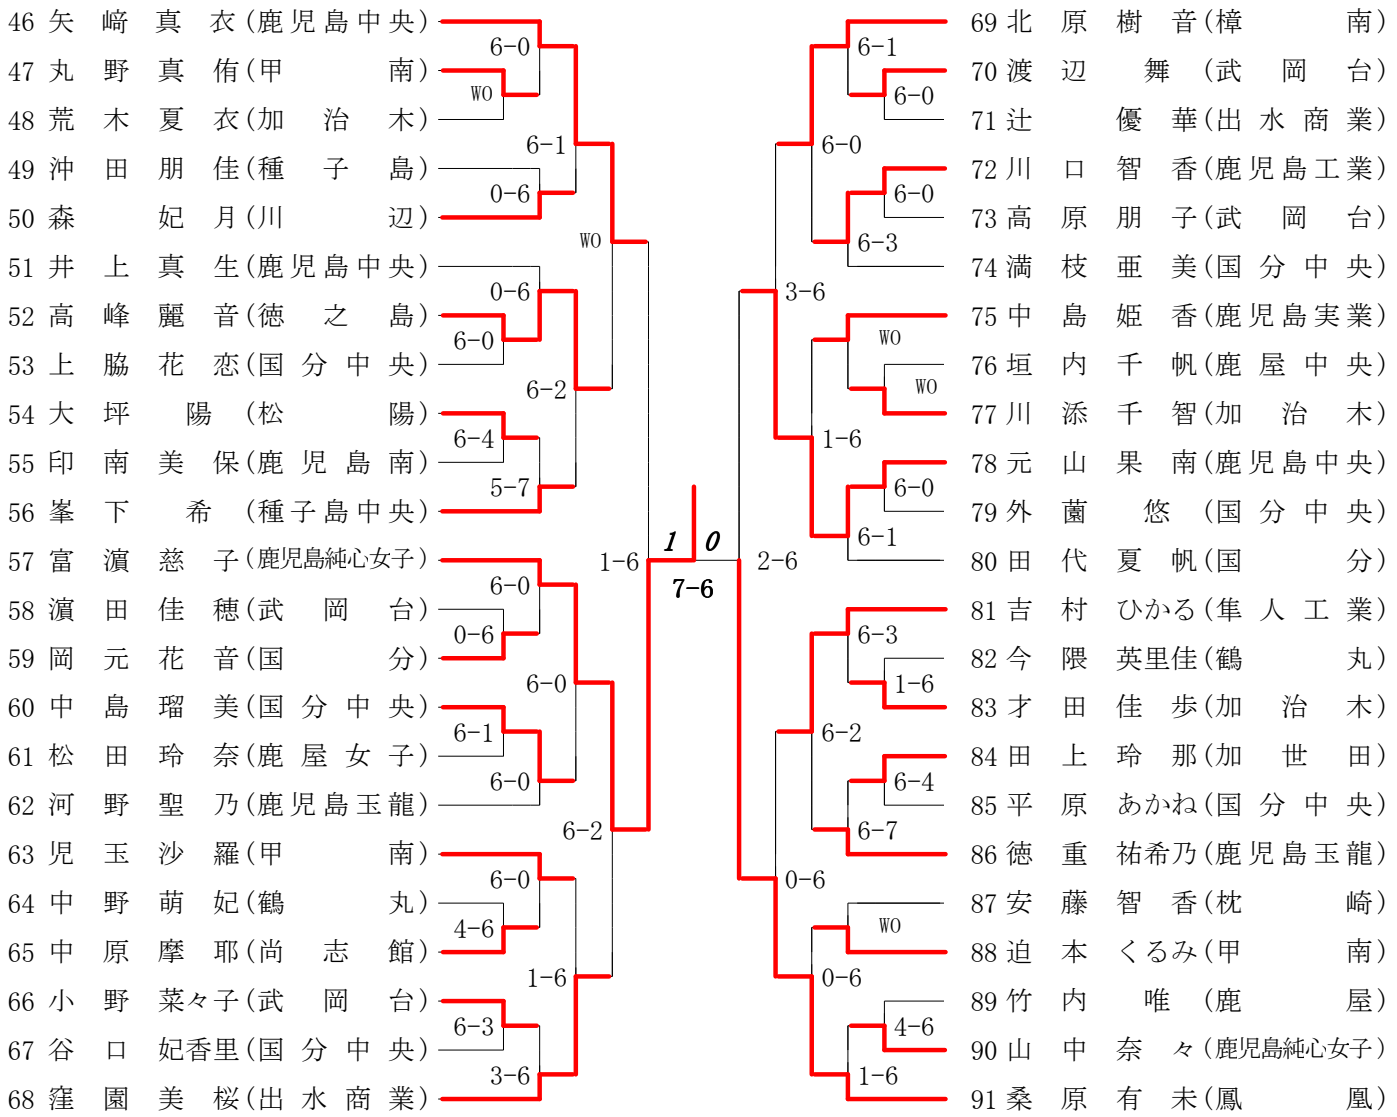 46 矢﨑真衣(鹿児島中央)
6-0
47 丸野真侑(甲南)
WO
48 荒木夏衣(加治木)
6-1
49 沖田朋佳(種子島)
0-6
50 森妃月(川辺)
WO
51 井上真生(鹿児島中央)
0-6
52 高峰麗音(徳之島)
6-0
53 上脇花恋(国分中央)
6-2
54 大坪陽(松陽)
6-4
55 印南美保(鹿児島南)
5-7
56 峯下希(種子島中央)
1-6
57 富濵慈子(鹿児島純心女子)
6-0
58 濵田佳穂(武岡台)
0-6
59 岡元花音(国分)
6-0
60 中島瑠美(国分中央)
6-1
61 松田玲奈(鹿屋女子)
6-0
62 河野聖乃(鹿児島玉龍)
6-2
63 児玉沙羅(甲南)
6-0
64 中野萌妃(鶴丸)
4-6
65 中原摩耶(尚志館)
1-6
66 小野菜々子(武岡台)
6-3
67 谷口妃香里(国分中央)
3-6
68 窪園美桜(出水商業)
1 0
7-6
69 北原樹音(樟南)
6-1
70 渡辺舞(武岡台)
6-0
71 辻優華(出水商業)
6-0
72 川口智香(鹿児島工業)
6-0
73 高原朋子(武岡台)
6-3
74 満枝亜美(国分中央)
3-6
75 中島姫香(鹿児島実業)
WO
76 垣内千帆(鹿屋中央)
WO
77 川添千智(加治木)
1-6
78 元山果南(鹿児島中央)
6-0
79 外薗悠(国分中央)
6-1
80 田代夏帆(国分)
2-6
81 吉村ひかる(隼人工業)
6-3
82 今隈英里佳(鶴丸)
1-6
83 才田佳歩(加治木)
6-2
84 田上玲那(加世田)
6-4
85 平原あかね(国分中央)
6-7
86 徳重祐希乃(鹿児島玉龍)
0-6
87 安藤智香(枕崎)
WO
88 迫本くるみ(甲南)
0-6
89 竹内唯(鹿屋)
4-6
90 山中奈々(鹿児島純心女子)
1-6
91 桑原有未(鳳凰)